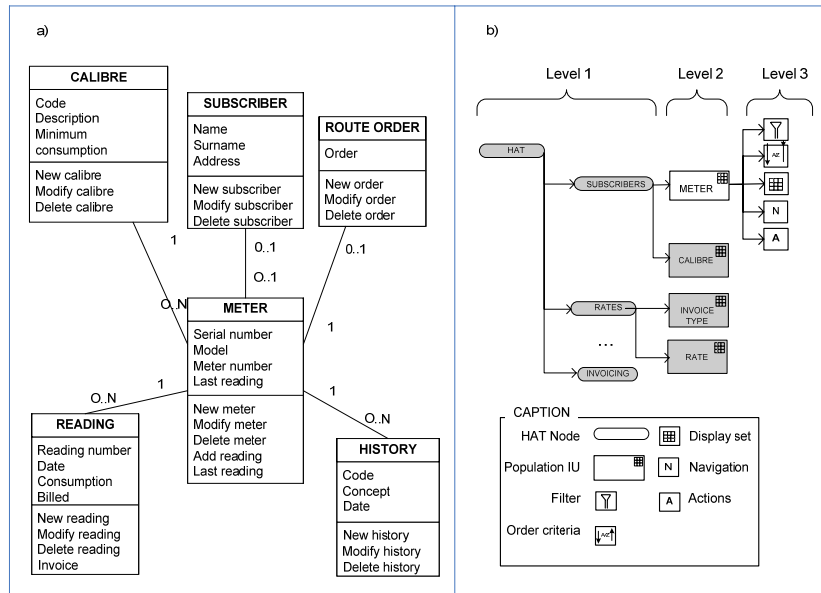 a)
CALIBRE
Code
Description
Minimum
consumption
New calibre
Modify calibre
Delete calibre
SUBSCRIBER
Name
Surname
Address
New subscriber
Modify subscriber
Delete subscriber
ROUTE ORDER
Order
New order
Modify order
Delete order
1
0..1
0..1
O..1
O..N
1
METER
Serial number
Model
Meter number
Last reading
New meter
Modify meter
Delete meter
Add reading
Last reading
1
O..N
1
O..N
READING
Reading number
Date
Consumption
Billed
New reading
Modify reading
Delete reading
Invoice
HISTORY
Code
Concept
Date
New history
Modify history
Delete history
b)
Level 1
Level 2
Level 3
HAT
SUBSCRIBERS
METER
AZ
N
A
CALIBRE
RATES
INVOICE
TYPE
...
RATE
INVOICING
CAPTION
HAT Node
Display set
Population IU
N
Navigation
Filter
A
Actions
Order criteria
A/Z